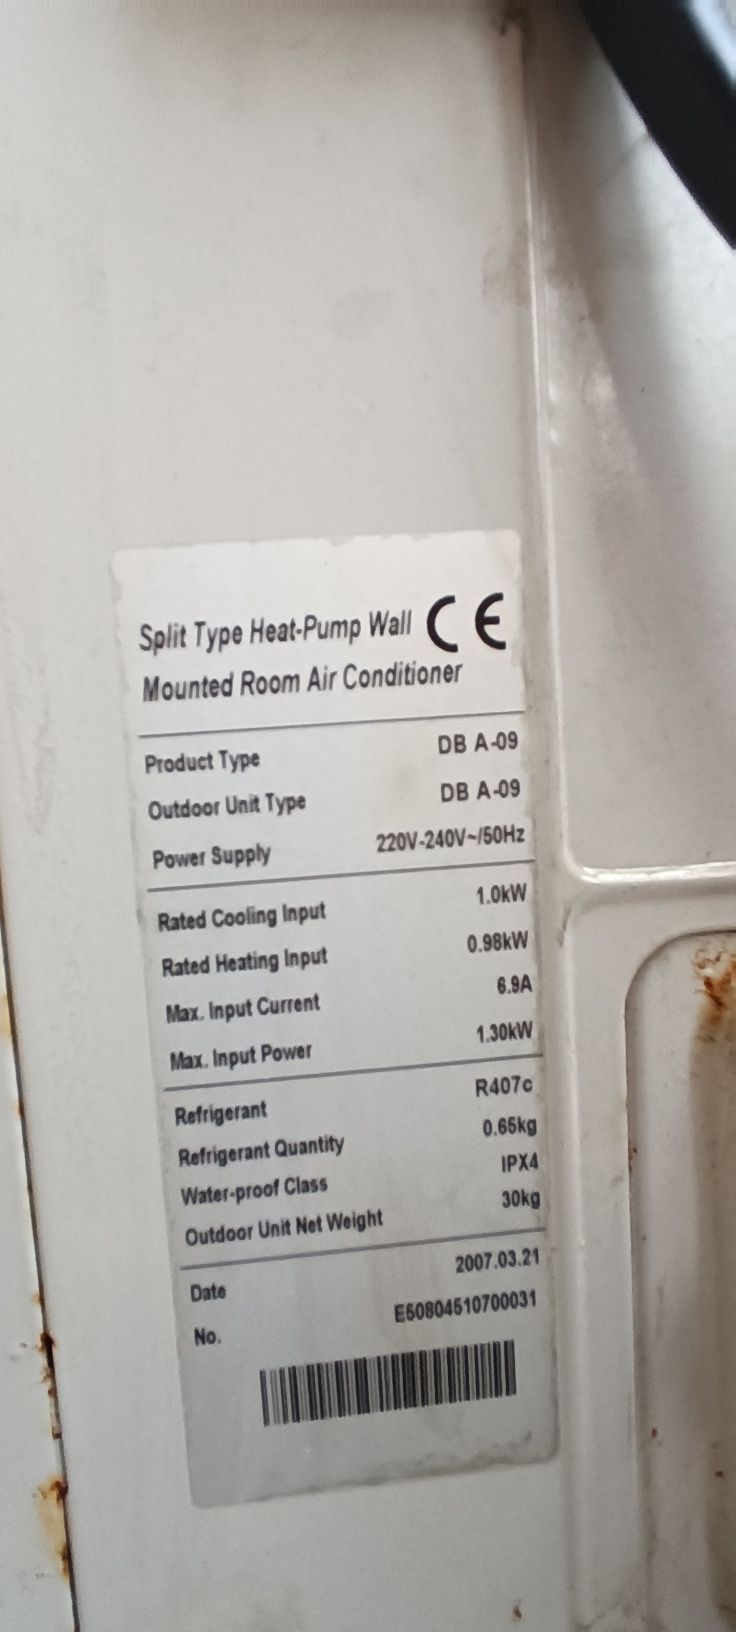 Split Type Heat-Pump Wall CE
Mounted Room Air Conditioner
Product Type DB A-09
Outdoor Unit Type DB A-09
Power Supply 220V-240V~/50Hz
Rated Cooling Input 1.0kW
Rated Heating Input 0.98kW
Max. Input Current 6.9A
Max. Input Power 1.30kW
Refrigerant R407c
Refrigerant Quantity 0.65kg
Water-proof Class IPX4
Outdoor Unit Net Weight 30kg
Date 2007.03.21
No. E50804510700031